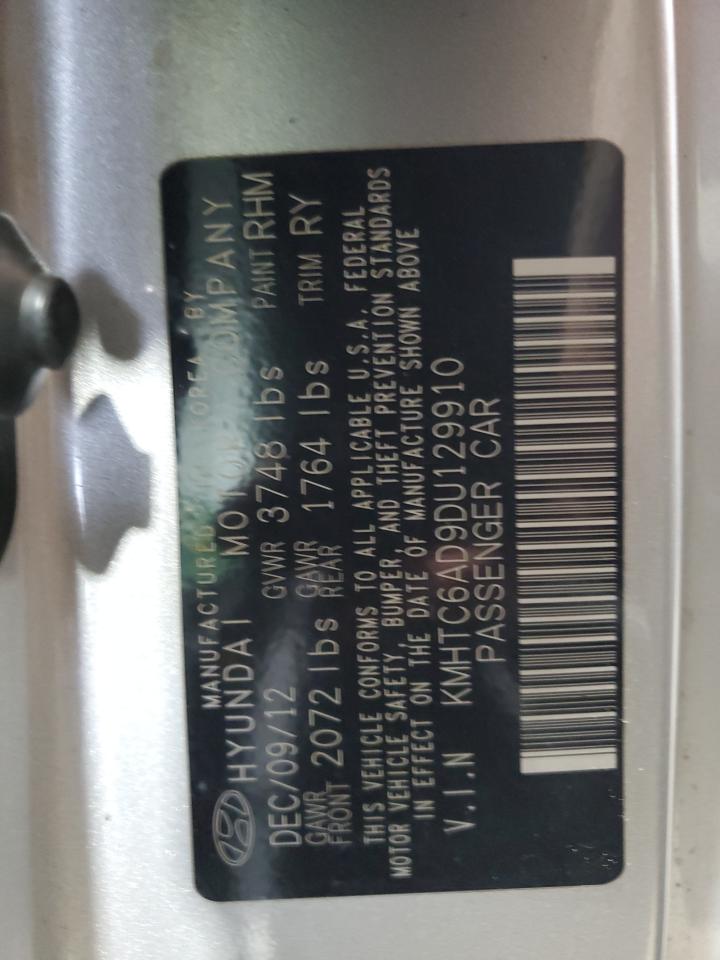 MANUFACTURED IN KOREA BY
HYUNDAI MOTOR COMPANY
DEC/09/12 GVWR 3748 lbs PAINT RHM
GAWR FRONT 2072 lbs GAWR REAR 1764 lbs TRIM RY
THIS VEHICLE CONFORMS TO ALL APPLICABLE U.S.A. FEDERAL
MOTOR VEHICLE SAFETY, BUMPER, AND THEFT PREVENTION STANDARDS
IN EFFECT ON THE DATE OF MANUFACTURE SHOWN ABOVE
V.I.N KMHTC6AD9DU129910
PASSENGER CAR